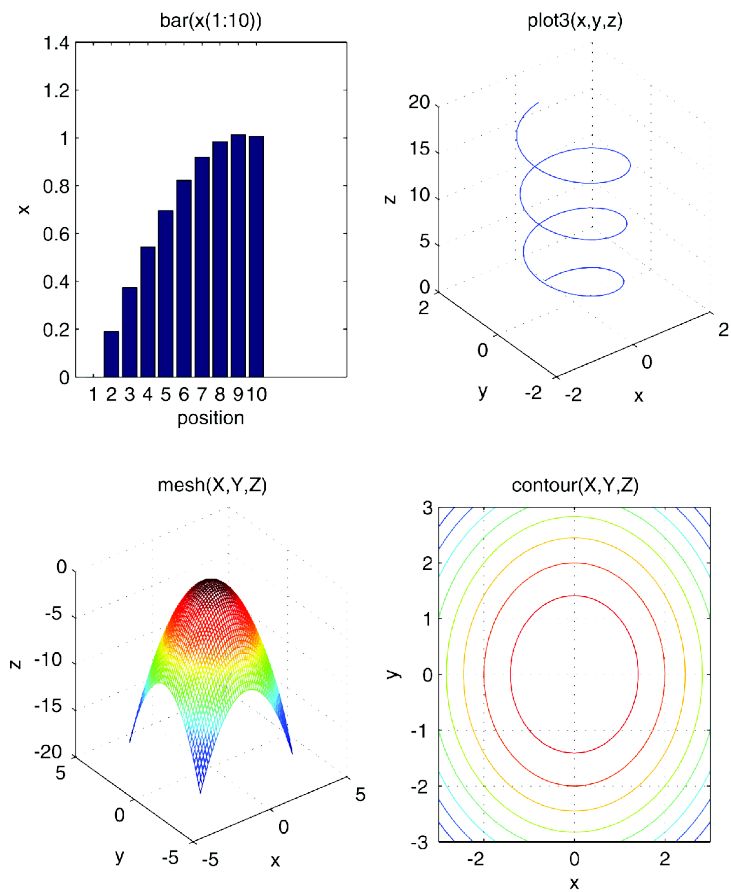 bar(x(1:10))
1.4
1.2
1
0.8
0.6
0.4
0.2
0
x
1 2 3 4 5 6 7 8 9 10
position
plot3(x,y,z)
20
15
10
5
0
z
2
0
-2
y
-2
0
2
x
mesh(X,Y,Z)
0
-5
-10
-15
-20
z
5
0
-5
y
-5
0
5
x
contour(X,Y,Z)
3
2
1
0
-1
-2
-3
y
-2 0 2
x